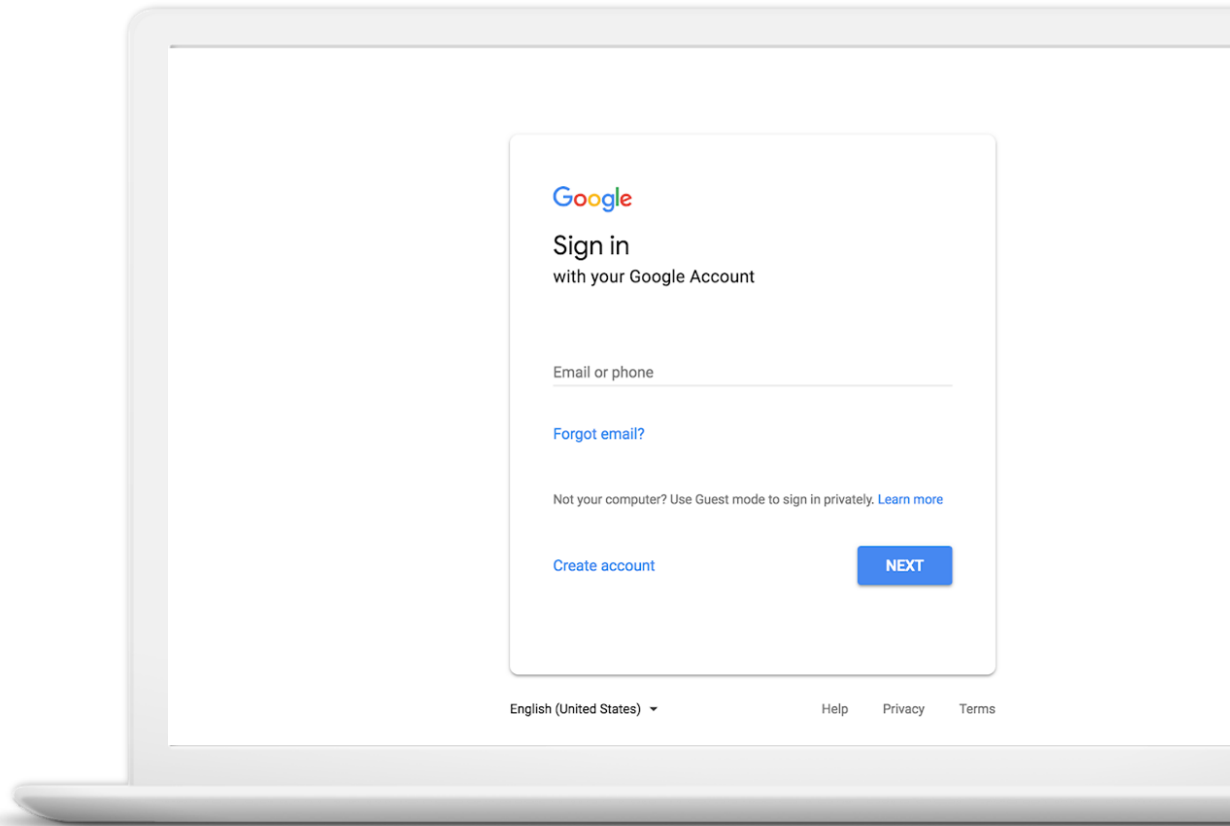 Google
Sign in
with your Google Account
Email or phone
Forgot email?
Not your computer? Use Guest mode to sign in privately. Learn more
Create account NEXT
English (United States) Help Privacy Terms